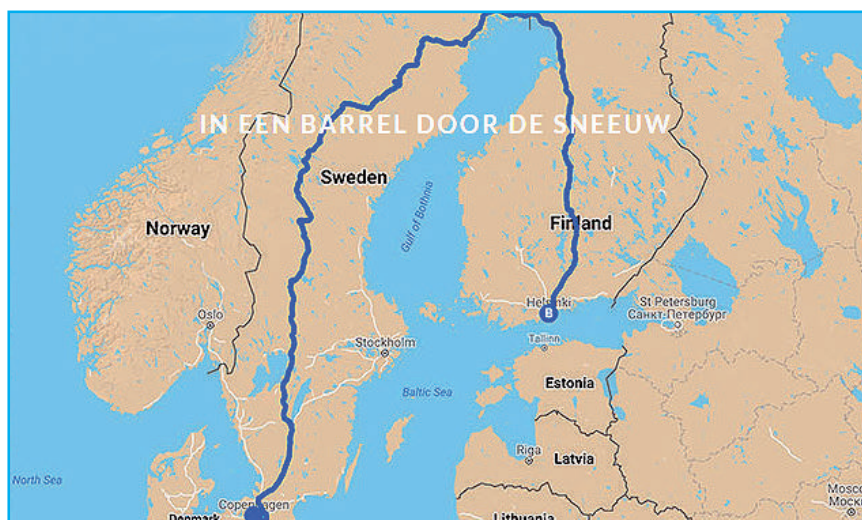 IN EEN BARREL DOOR DE SNEEUW
Sweden
Norway
Gulf of Bothnia
Finland
Helsinki
B
St Petersburg
Санкт-Петербург
Oslo
Stockholm
Tallinn
Baltic Sea
Estonia
Riga
Latvia
North Sea
Copenhagen
Denmark
Lithuania